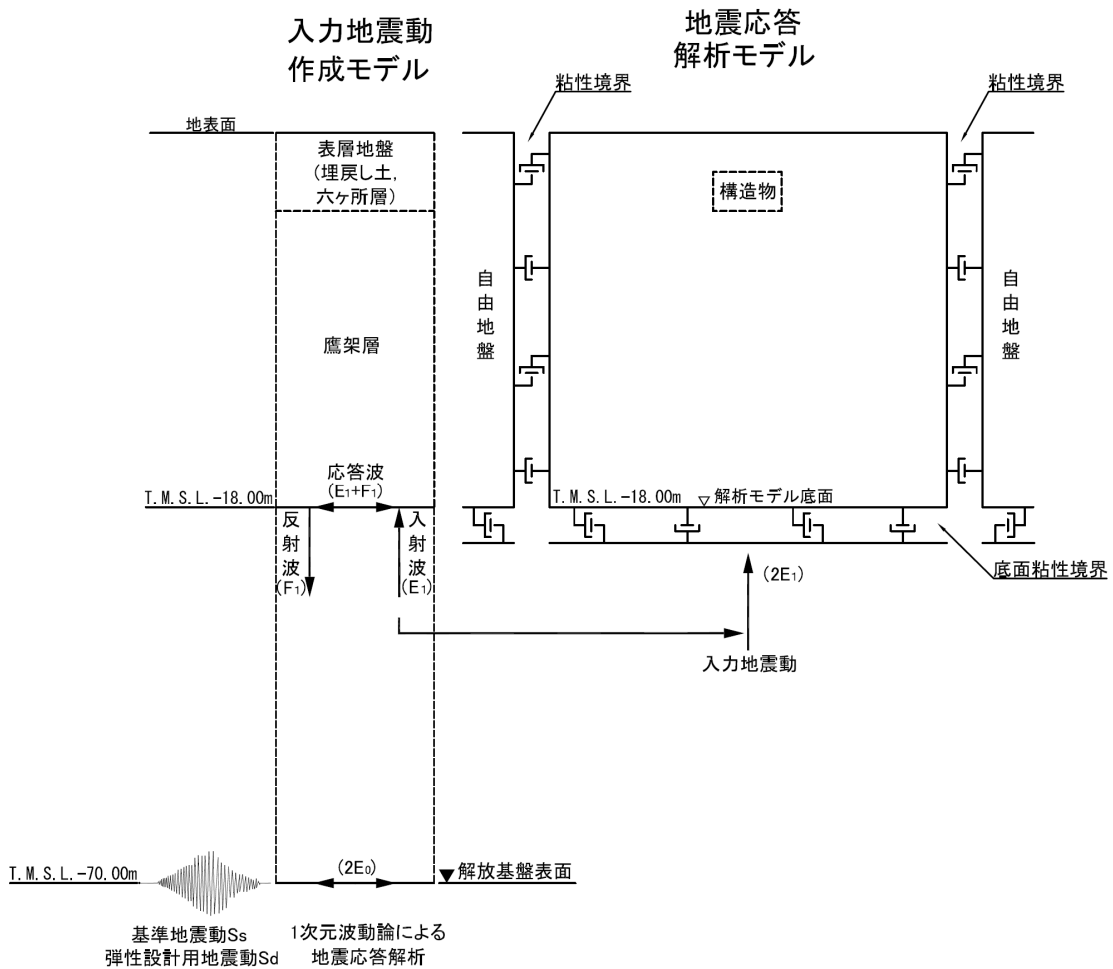 入力地震動
作成モデル
地震応答
解析モデル
粘性境界
粘性境界
地表面
表層地盤
(埋戻し土,
六ヶ所層)
構造物
自由地盤
自由地盤
鷹架層
応答波
(E₁+F₁)
T.M.S.L.-18.00m
T.M.S.L.-18.00m ▽解析モデル底面
反射波
(F₁)
入射波
(E₁)
(2E₁)
底面粘性境界
入力地震動
T.M.S.L.-70.00m
(2E₀)
▼解放基盤表面
基準地震動Ss
弾性設計用地震動Sd
1次元波動論による
地震応答解析